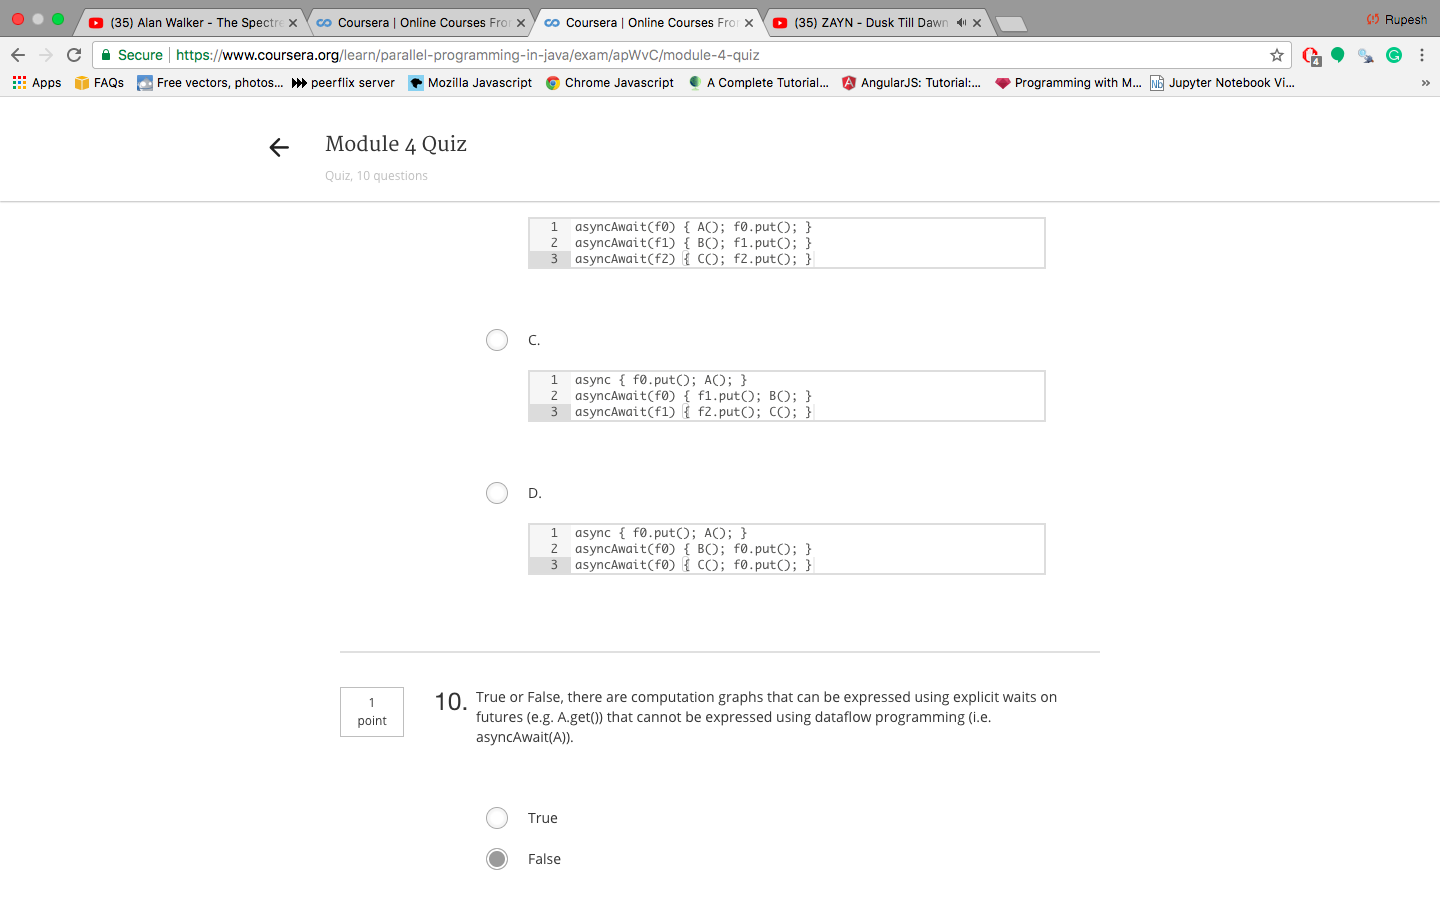 (35) Alan Walker - The Spectre
Coursera | Online Courses From
Coursera | Online Courses From
(35) ZAYN - Dusk Till Dawn
Rupesh
Secure
https://www.coursera.org/learn/parallel-programming-in-java/exam/apWvC/module-4-quiz
4
Apps
FAQs
Free vectors, photos...
peerflix server
Mozilla Javascript
Chrome Javascript
A Complete Tutorial...
AngularJS: Tutorial:...
Programming with M...
Nb
Jupyter Notebook Vi...
»
Module 4 Quiz
Quiz, 10 questions
1 asyncAwait(f0) { A(); f0.put(); }
2 asyncAwait(f1) { B(); f1.put(); }
3 asyncAwait(f2) { C(); f2.put(); }
C.
1 async { f0.put(); A(); }
2 asyncAwait(f0) { f1.put(); B(); }
3 asyncAwait(f1) { f2.put(); C(); }
D.
1 async { f0.put(); A(); }
2 asyncAwait(f0) { B(); f0.put(); }
3 asyncAwait(f0) { C(); f0.put(); }
1
point
10.
True or False, there are computation graphs that can be expressed using explicit waits on
futures (e.g. A.get()) that cannot be expressed using dataflow programming (i.e.
asyncAwait(A)).
True
False